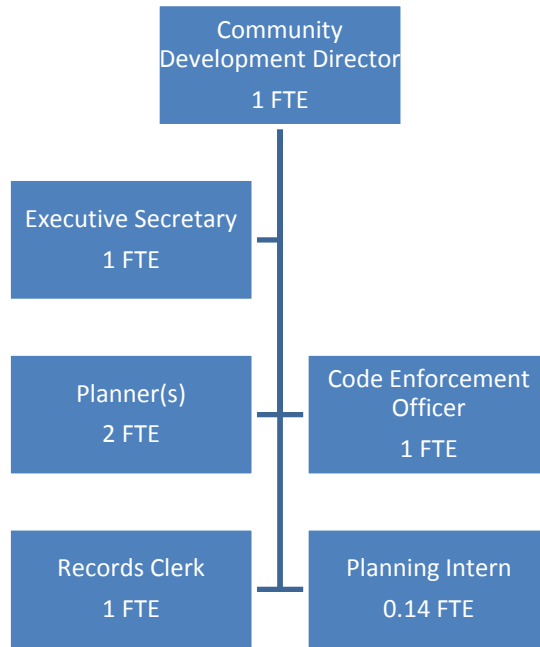 Community
Development Director
1 FTE
Executive Secretary
1 FTE
Planner(s)
2 FTE
Code Enforcement
Officer
1 FTE
Records Clerk
1 FTE
Planning Intern
0.14 FTE